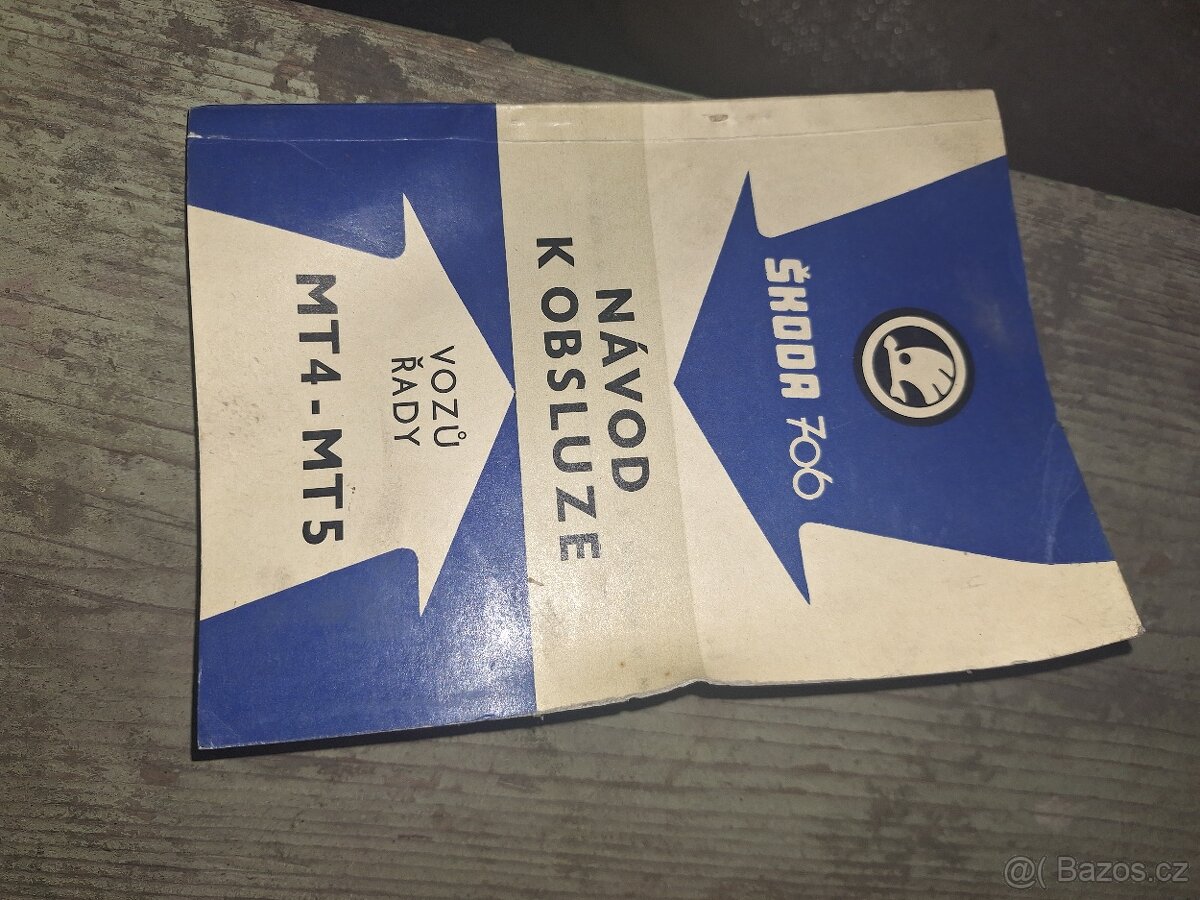 ŠKODA 706
NÁVOD
K OBSLUZE
VOZŮ
ŘADY
MT4-MT5
@( Bazos.cz